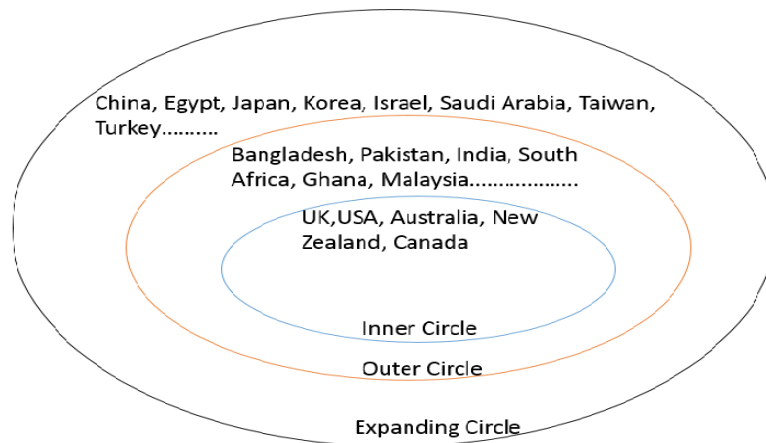 China, Egypt, Japan, Korea, Israel, Saudi Arabia, Taiwan,
Turkey..........
Bangladesh, Pakistan, India, South
Africa, Ghana, Malaysia...................
UK,USA, Australia, New
Zealand, Canada
Inner Circle
Outer Circle
Expanding Circle